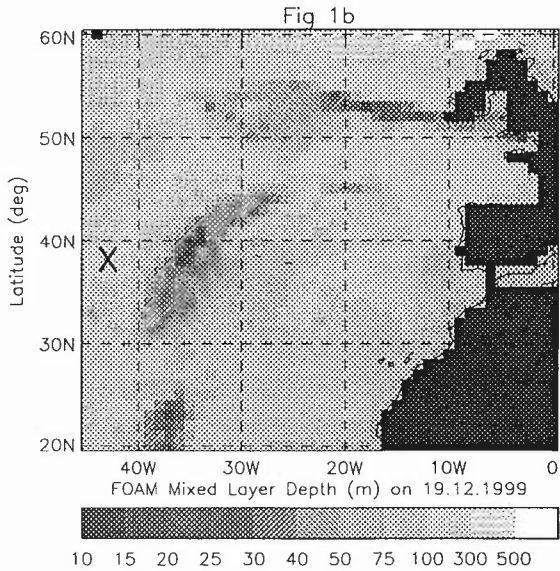 Fig 1b
60N
50N
Latitude (deg)
40N
X
30N
20N
40W 30W 20W 10W 0
FOAM Mixed Layer Depth (m) on 19.12.1999
10 15 20 25 30 40 50 75 100 300 500